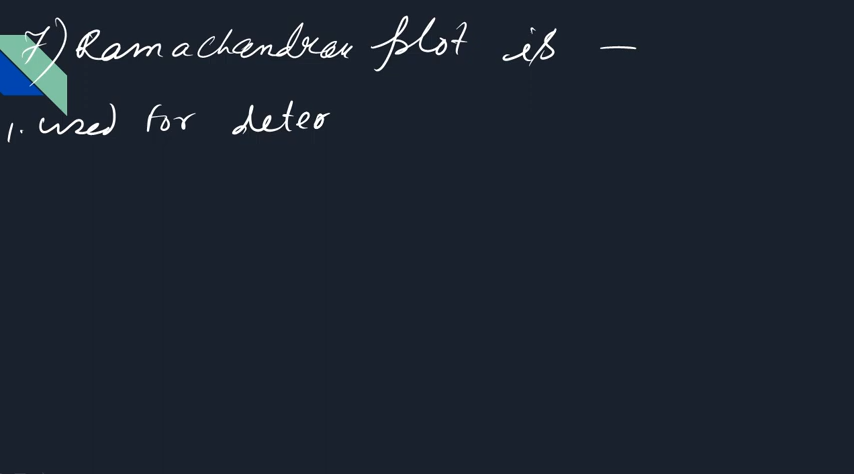 7) Ramachandran plot is —
1. used for deter